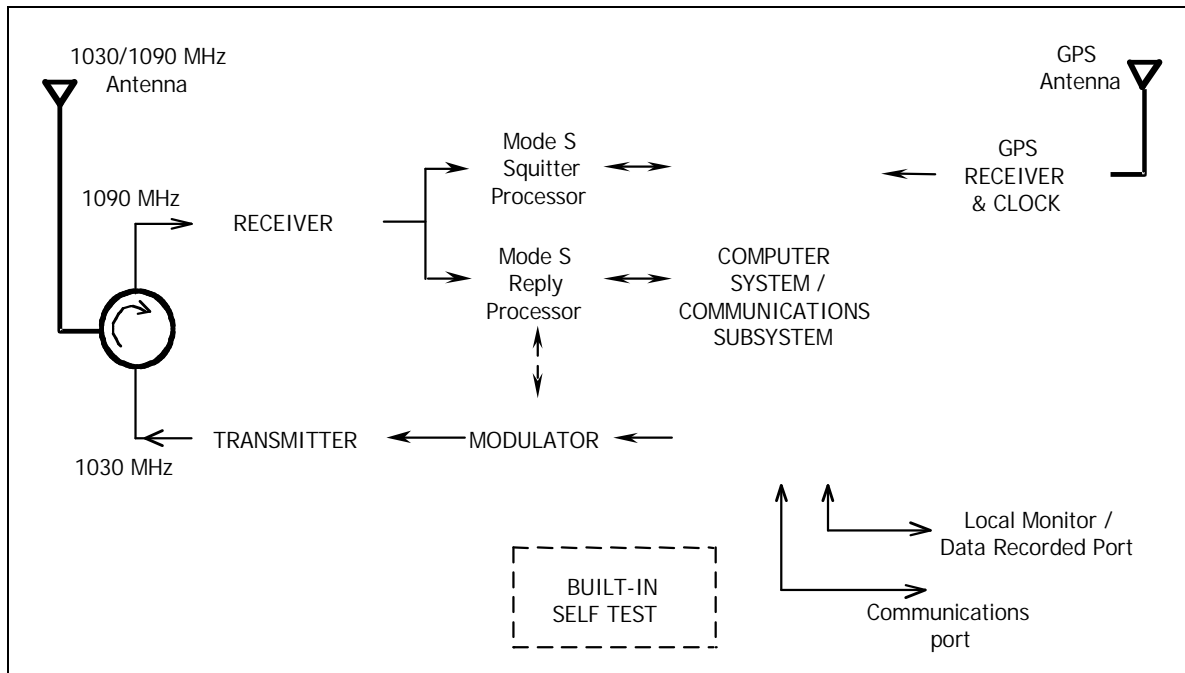 1030/1090 MHz
Antenna
GPS
Antenna
Mode S
Squitter
Processor
GPS
RECEIVER
& CLOCK
1090 MHz
RECEIVER
Mode S
Reply
Processor
COMPUTER
SYSTEM /
COMMUNICATIONS
SUBSYSTEM
TRANSMITTER
MODULATOR
1030 MHz
Local Monitor /
Data Recorded Port
BUILT-IN
SELF TEST
Communications
port